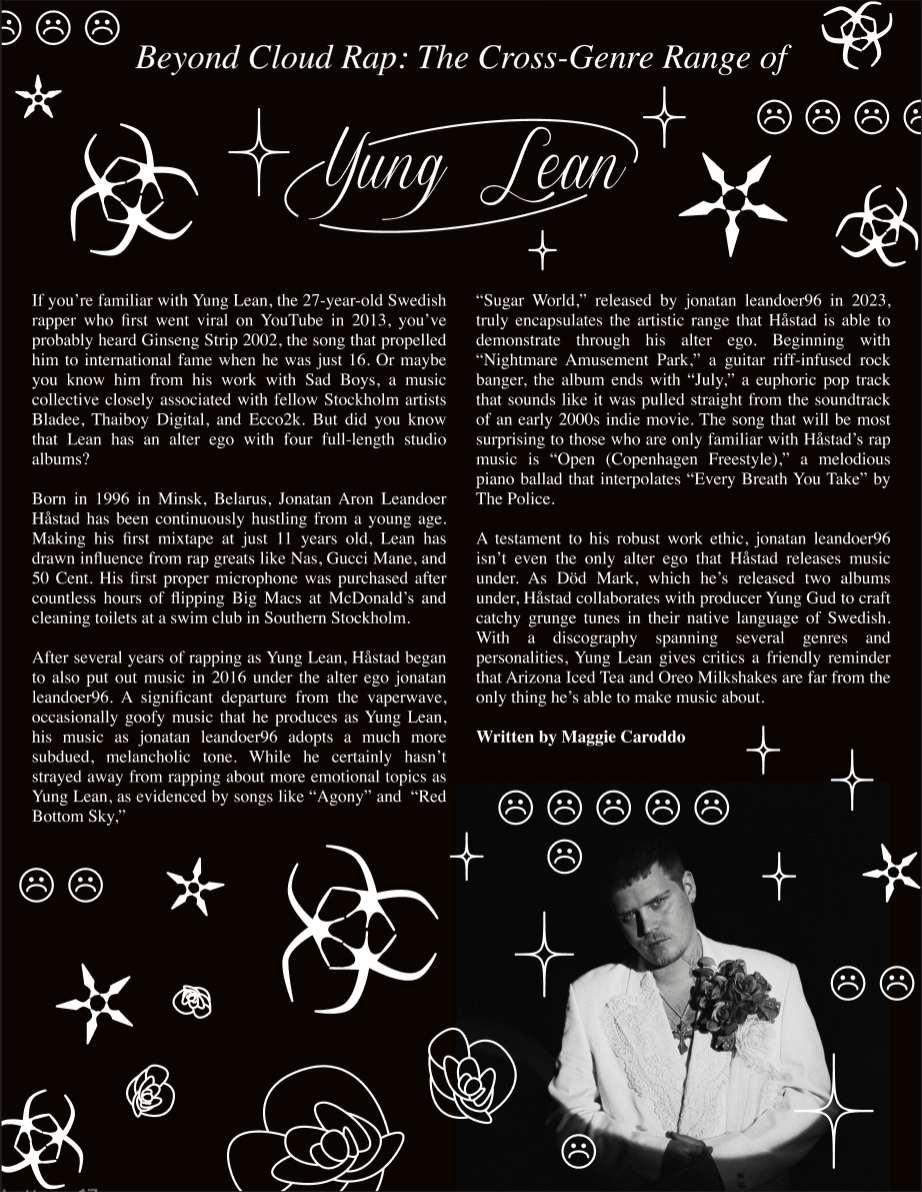 Beyond Cloud Rap: The Cross-Genre Range of
Yung Lean
If you’re familiar with Yung Lean, the 27-year-old Swedish
rapper who first went viral on YouTube in 2013, you’ve
probably heard Ginseng Strip 2002, the song that propelled
him to international fame when he was just 16. Or maybe
you know him from his work with Sad Boys, a music
collective closely associated with fellow Stockholm artists
Bladee, Thaiboy Digital, and Ecco2k. But did you know
that Lean has an alter ego with four full-length studio
albums?
Born in 1996 in Minsk, Belarus, Jonatan Aron Leandoer
Håstad has been continuously hustling from a young age.
Making his first mixtape at just 11 years old, Lean has
drawn influence from rap greats like Nas, Gucci Mane, and
50 Cent. His first proper microphone was purchased after
countless hours of flipping Big Macs at McDonald’s and
cleaning toilets at a swim club in Southern Stockholm.
After several years of rapping as Yung Lean, Håstad began
to also put out music in 2016 under the alter ego jonatan
leandoer96. A significant departure from the vaperwave,
occasionally goofy music that he produces as Yung Lean,
his music as jonatan leandoer96 adopts a much more
subdued, melancholic tone. While he certainly hasn’t
strayed away from rapping about more emotional topics as
Yung Lean, as evidenced by songs like “Agony” and “Red
Bottom Sky,”
“Sugar World,” released by jonatan leandoer96 in 2023,
truly encapsulates the artistic range that Håstad is able to
demonstrate through his alter ego. Beginning with
“Nightmare Amusement Park,” a guitar riff-infused rock
banger, the album ends with “July,” a euphoric pop track
that sounds like it was pulled straight from the soundtrack
of an early 2000s indie movie. The song that will be most
surprising to those who are only familiar with Håstad’s rap
music is “Open (Copenhagen Freestyle),” a melodious
piano ballad that interpolates “Every Breath You Take” by
The Police.
A testament to his robust work ethic, jonatan leandoer96
isn’t even the only alter ego that Håstad releases music
under. As Död Mark, which he’s released two albums
under, Håstad collaborates with producer Yung Gud to craft
catchy grunge tunes in their native language of Swedish.
With a discography spanning several genres and
personalities, Yung Lean gives critics a friendly reminder
that Arizona Iced Tea and Oreo Milkshakes are far from the
only thing he’s able to make music about.
Written by Maggie Caroddo